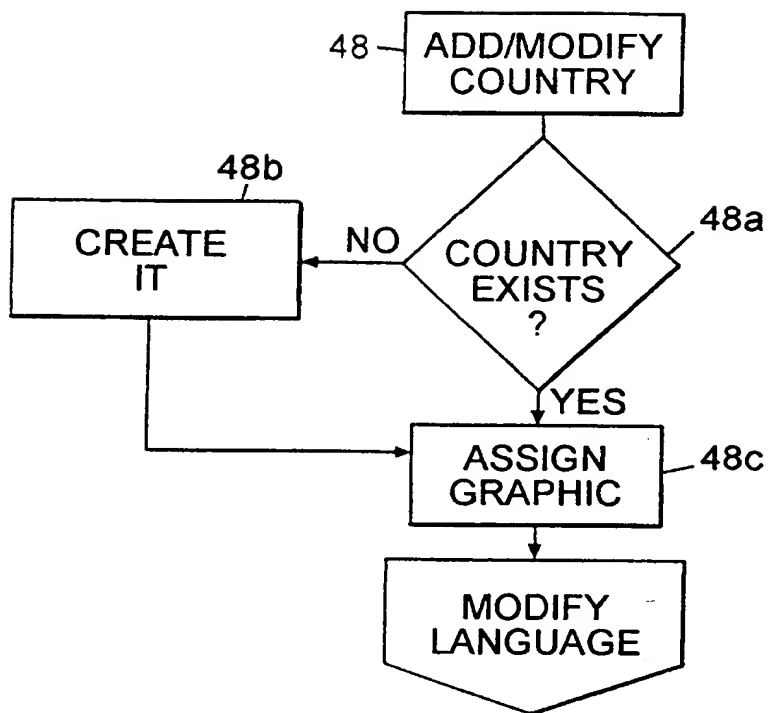 48
ADD/MODIFY
COUNTRY
48b
CREATE
IT
NO
48a
COUNTRY
EXISTS
?
YES
ASSIGN
GRAPHIC
48c
MODIFY
LANGUAGE